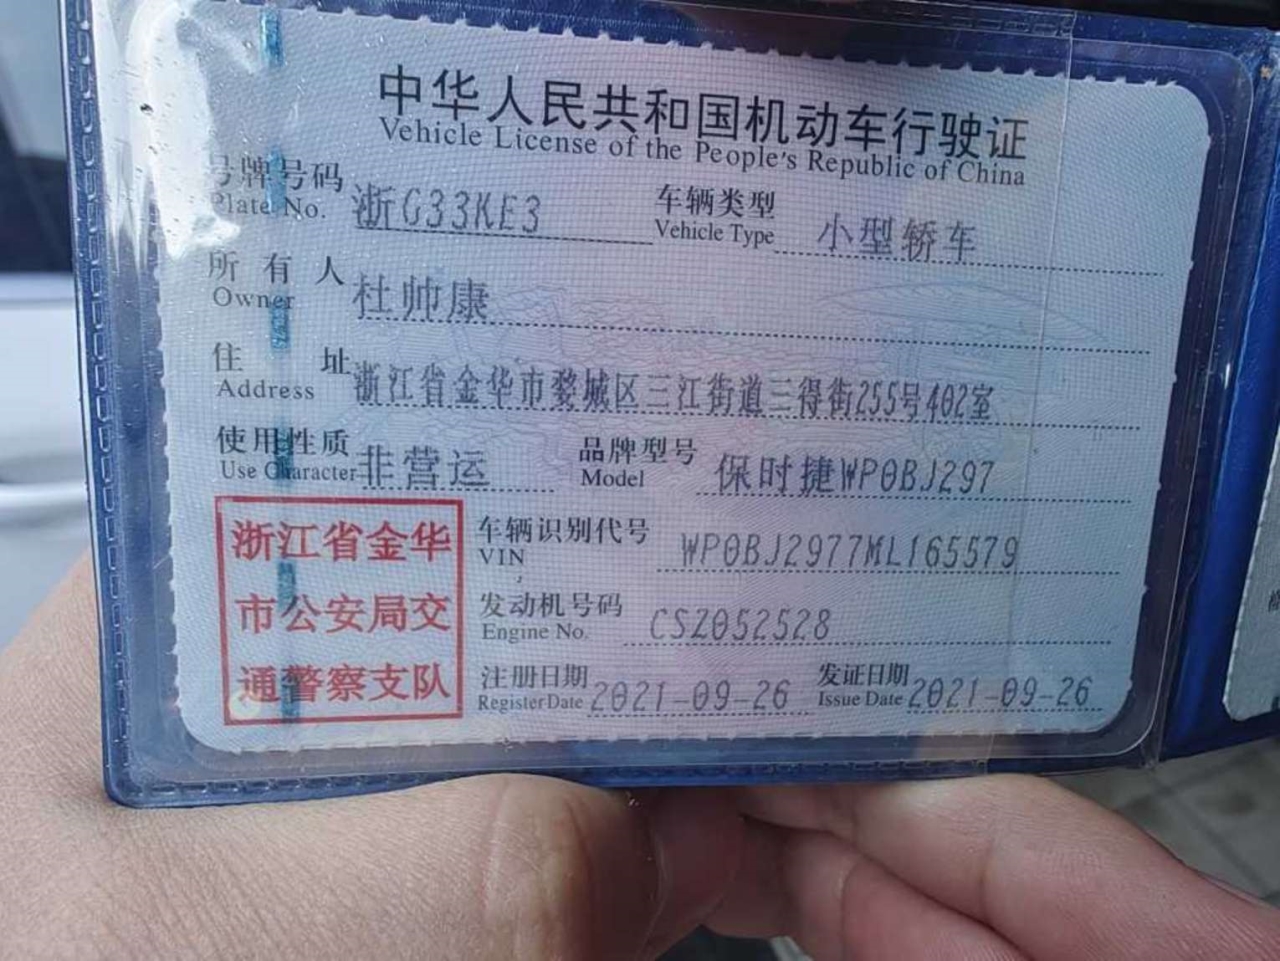 中华人民共和国机动车行驶证
Vehicle License of the People's Republic of China
号牌号码 浙G33KE3 车辆类型 小型轿车
Plate No. Vehicle Type
所有人 杜帅康
Owner
住址 浙江省金华市婺城区三江街道三得街255号402室
Address
使用性质 非营运 品牌型号 保时捷WP0BJ297
Use Character Model
浙江省金华
市公安局交
通警察支队
车辆识别代号 WP0BJ2977ML165579
VIN
发动机号码 CSZ052528
Engine No.
注册日期 2021-09-26 发证日期 2021-09-26
Register Date Issue Date